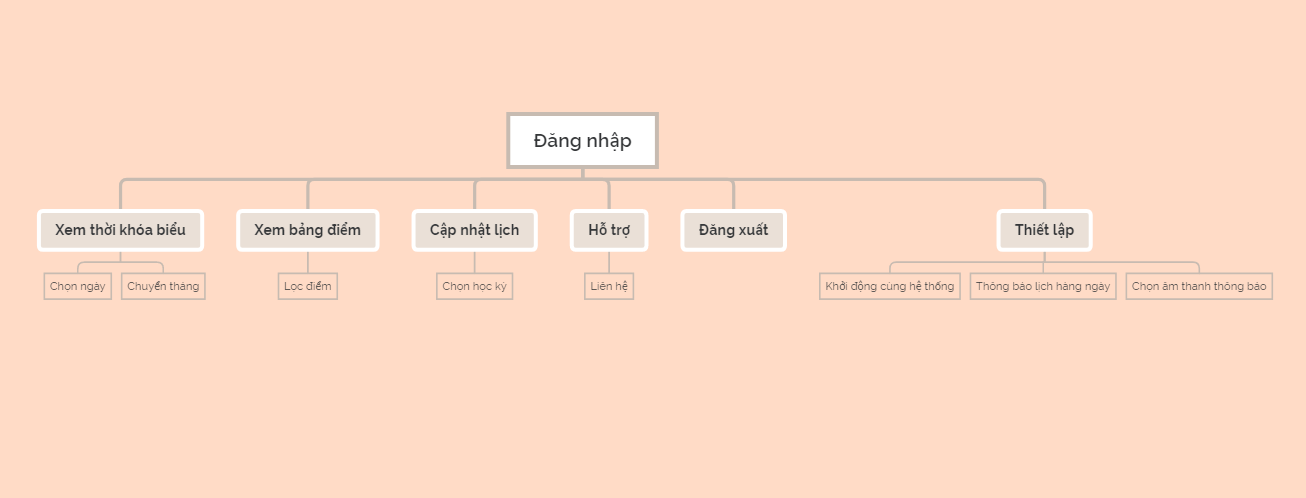 Đăng nhập
Xem thời khóa biểu
Xem bảng điểm
Cập nhật lịch
Hỗ trợ
Đăng xuất
Thiết lập
Chọn ngày
Chuyển tháng
Lọc điểm
Chọn học kỳ
Liên hệ
Khởi động cùng hệ thống
Thông báo lịch hàng ngày
Chọn âm thanh thông báo